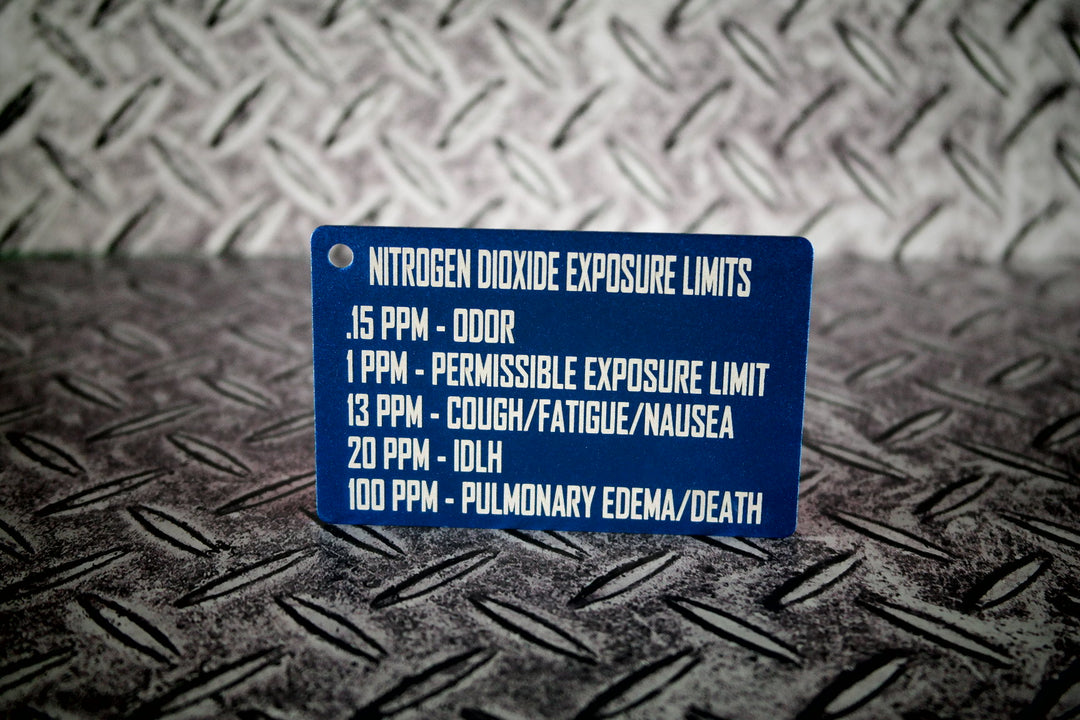 NITROGEN DIOXIDE EXPOSURE LIMITS
.15 PPM - ODOR
1 PPM - PERMISSIBLE EXPOSURE LIMIT
13 PPM - COUGH/FATIGUE/NAUSEA
20 PPM - IDLH
100 PPM - PULMONARY EDEMA/DEATH